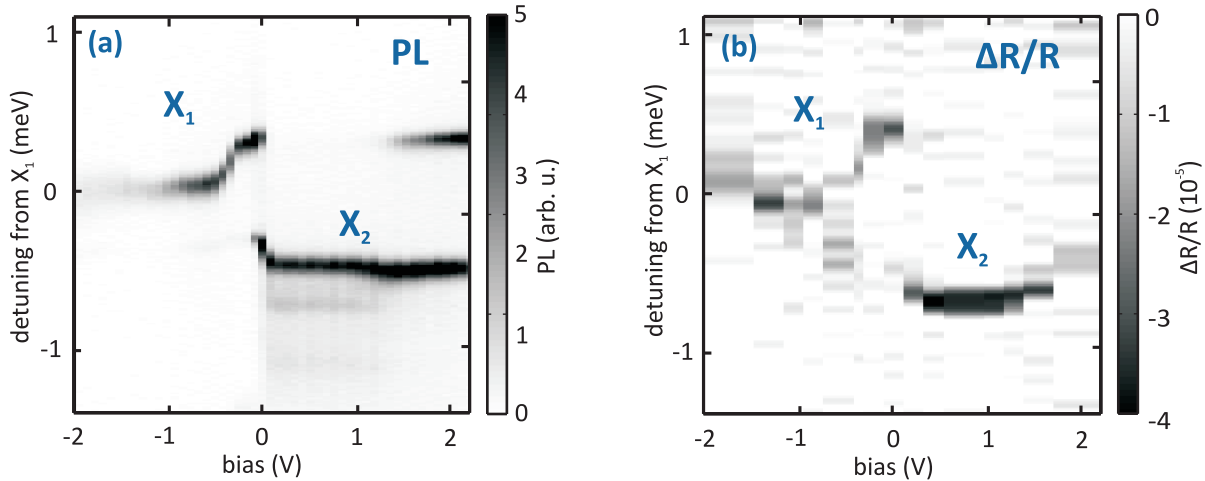 (a)
PL
X1
X2
1
0
-1
-2
-1
0
1
2
bias (V)
detuning from X1 (meV)
5
4
3
2
1
0
PL (arb. u.)
(b)
ΔR/R
X1
X2
1
0
-1
-2
-1
0
1
2
bias (V)
detuning from X1 (meV)
0
-1
-2
-3
-4
ΔR/R (10-5)